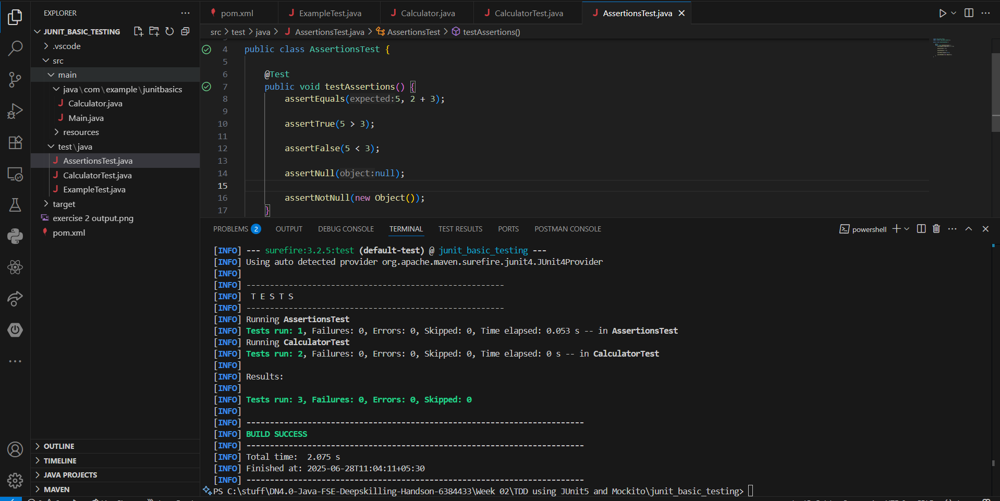 EXPLORER
JUNIT_BASIC_TESTING
.vscode
src
main
java\com\example\junitbasics
Calculator.java
Main.java
resources
test\java
AssertionsTest.java
CalculatorTest.java
ExampleTest.java
target
exercise 2 output.png
pom.xml
OUTLINE
TIMELINE
JAVA PROJECTS
MAVEN
pom.xml
ExampleTest.java
Calculator.java
CalculatorTest.java
AssertionsTest.java
src > test > java > AssertionsTest.java > AssertionsTest > testAssertions()
4 public class AssertionsTest {
5
6 @Test
7 public void testAssertions() {
8 assertEquals(expected:5, 2 + 3);
9
10 assertTrue(5 > 3);
11
12 assertFalse(5 < 3);
13
14 assertNull(object:null);
15
16 assertNotNull(new Object());
17 }
PROBLEMS 2 OUTPUT DEBUG CONSOLE TERMINAL TEST RESULTS PORTS POSTMAN CONSOLE
powershell
[INFO] --- surefire:3.2.5:test (default-test) @ junit_basic_testing ---
[INFO] Using auto detected provider org.apache.maven.surefire.junit4.JUnit4Provider
[INFO]
[INFO] -------------------------------------------------------
[INFO] T E S T S
[INFO] -------------------------------------------------------
[INFO] Running AssertionsTest
[INFO] Tests run: 1, Failures: 0, Errors: 0, Skipped: 0, Time elapsed: 0.053 s -- in AssertionsTest
[INFO] Running CalculatorTest
[INFO] Tests run: 2, Failures: 0, Errors: 0, Skipped: 0, Time elapsed: 0 s -- in CalculatorTest
[INFO]
[INFO] Results:
[INFO]
[INFO] Tests run: 3, Failures: 0, Errors: 0, Skipped: 0
[INFO]
[INFO] ------------------------------------------------------------------------
[INFO] BUILD SUCCESS
[INFO] ------------------------------------------------------------------------
[INFO] Total time:  2.075 s
[INFO] Finished at: 2025-06-28T11:04:11+05:30
[INFO] ------------------------------------------------------------------------
PS C:\stuff\DN4.0-Java-FSE-Deepskilling-Handson-6384433\Week 02\TDD using JUnit5 and Mockito\junit_basic_testing>